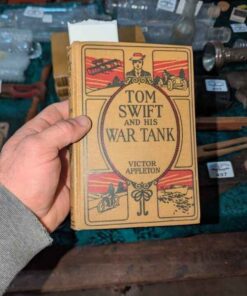 TOM
SWIFT
AND HIS
WAR TANK
VICTOR
APPLETON